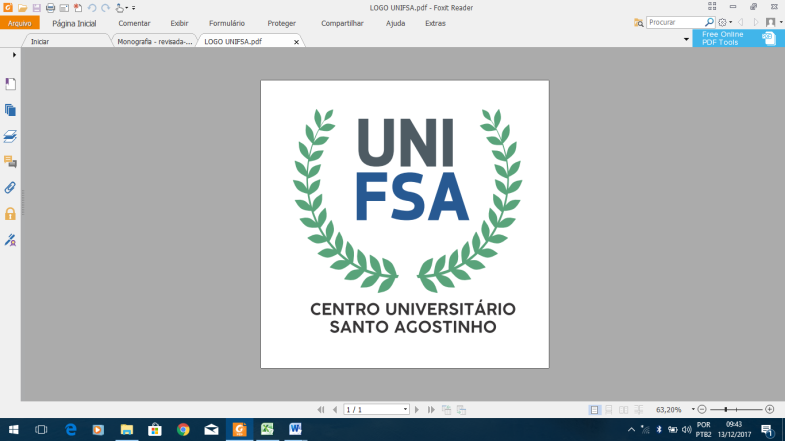 LOGO UNIFSA.pdf - Foxit Reader
Arquivo Página Inicial Comentar Exibir Formulário Proteger Compartilhar Ajuda Extras
Procurar
Iniciar
Monografia - revisada-...
LOGO UNIFSA.pdf
Free Online
PDF Tools
UNI
FSA
CENTRO UNIVERSITÁRIO
SANTO AGOSTINHO
1 / 1
63,20%
POR
PTB2
09:43
13/12/2017
1